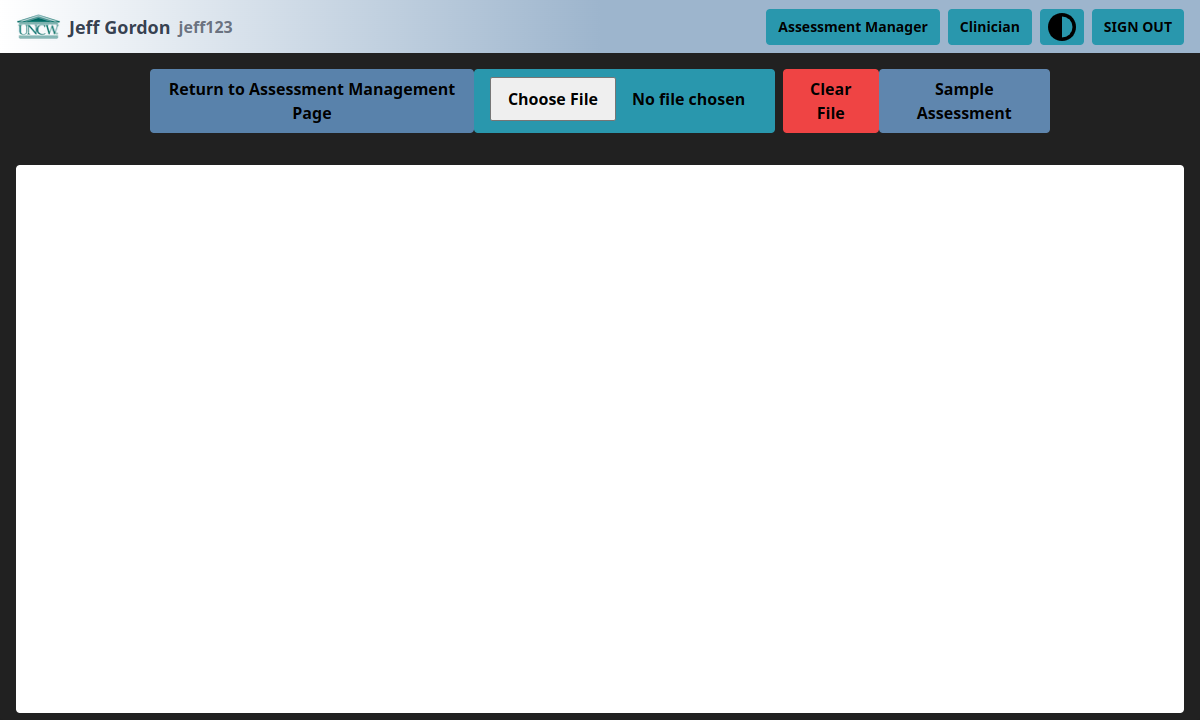 UNCW Jeff Gordon jeff123 Assessment Manager Clinician SIGN OUT
Return to Assessment Management
Page
Choose File No file chosen
Clear
File
Sample
Assessment